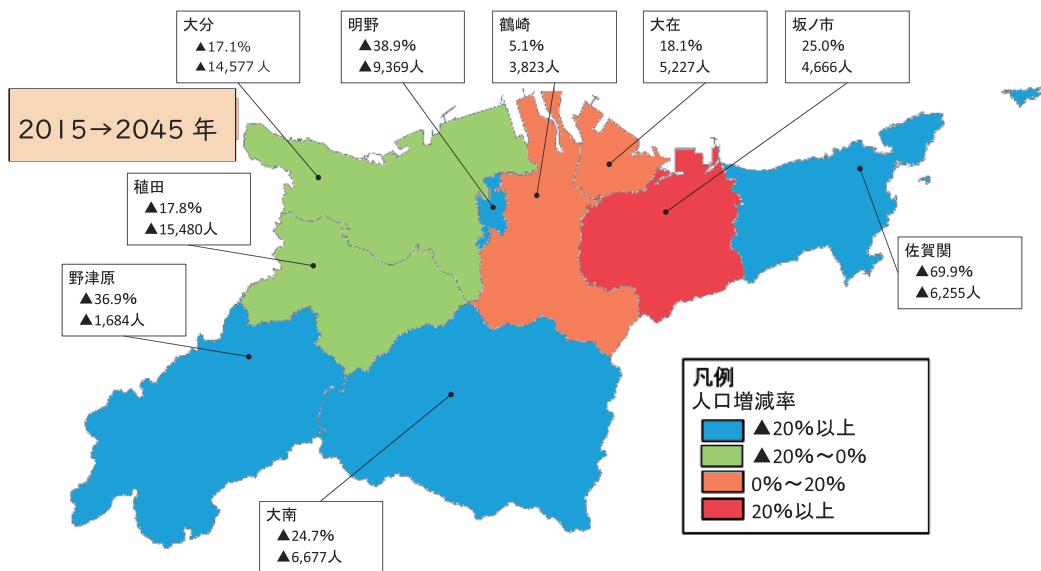 2015→2045 年
大分
▲17.1%
▲14,577 人
明野
▲38.9%
▲9,369人
鶴崎
5.1%
3,823人
大在
18.1%
5,227人
坂ノ市
25.0%
4,666人
稙田
▲17.8%
▲15,480人
野津原
▲36.9%
▲1,684人
佐賀関
▲69.9%
▲6,255人
大南
▲24.7%
▲6,677人
凡例
人口増減率
▲20%以上
▲20%～0%
0%～20%
20%以上